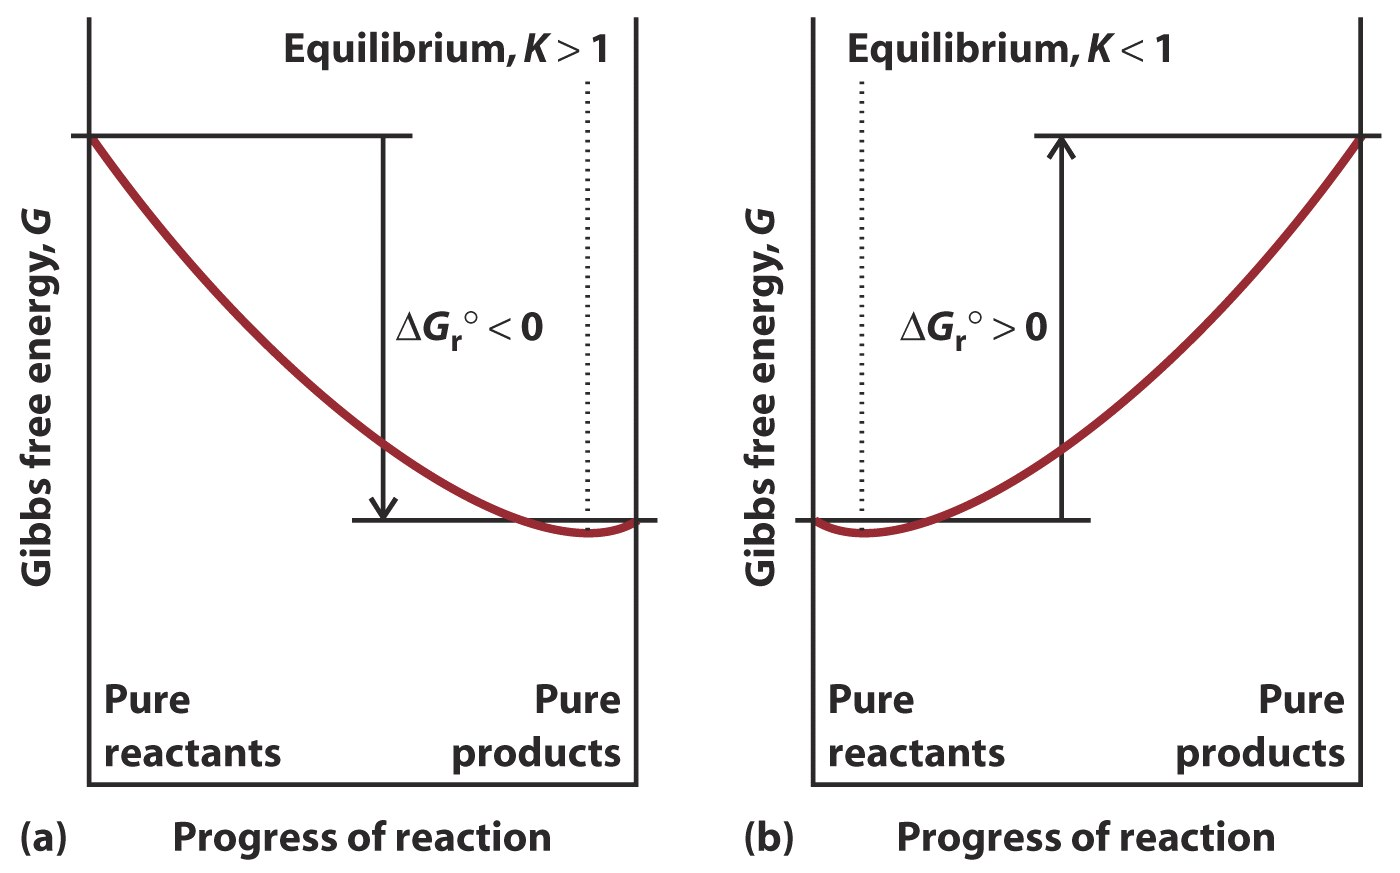 Equilibrium, K > 1
Gibbs free energy, G
ΔGr° < 0
Pure reactants
Pure products
(a)
Progress of reaction
Equilibrium, K < 1
Gibbs free energy, G
ΔGr° > 0
Pure reactants
Pure products
(b)
Progress of reaction